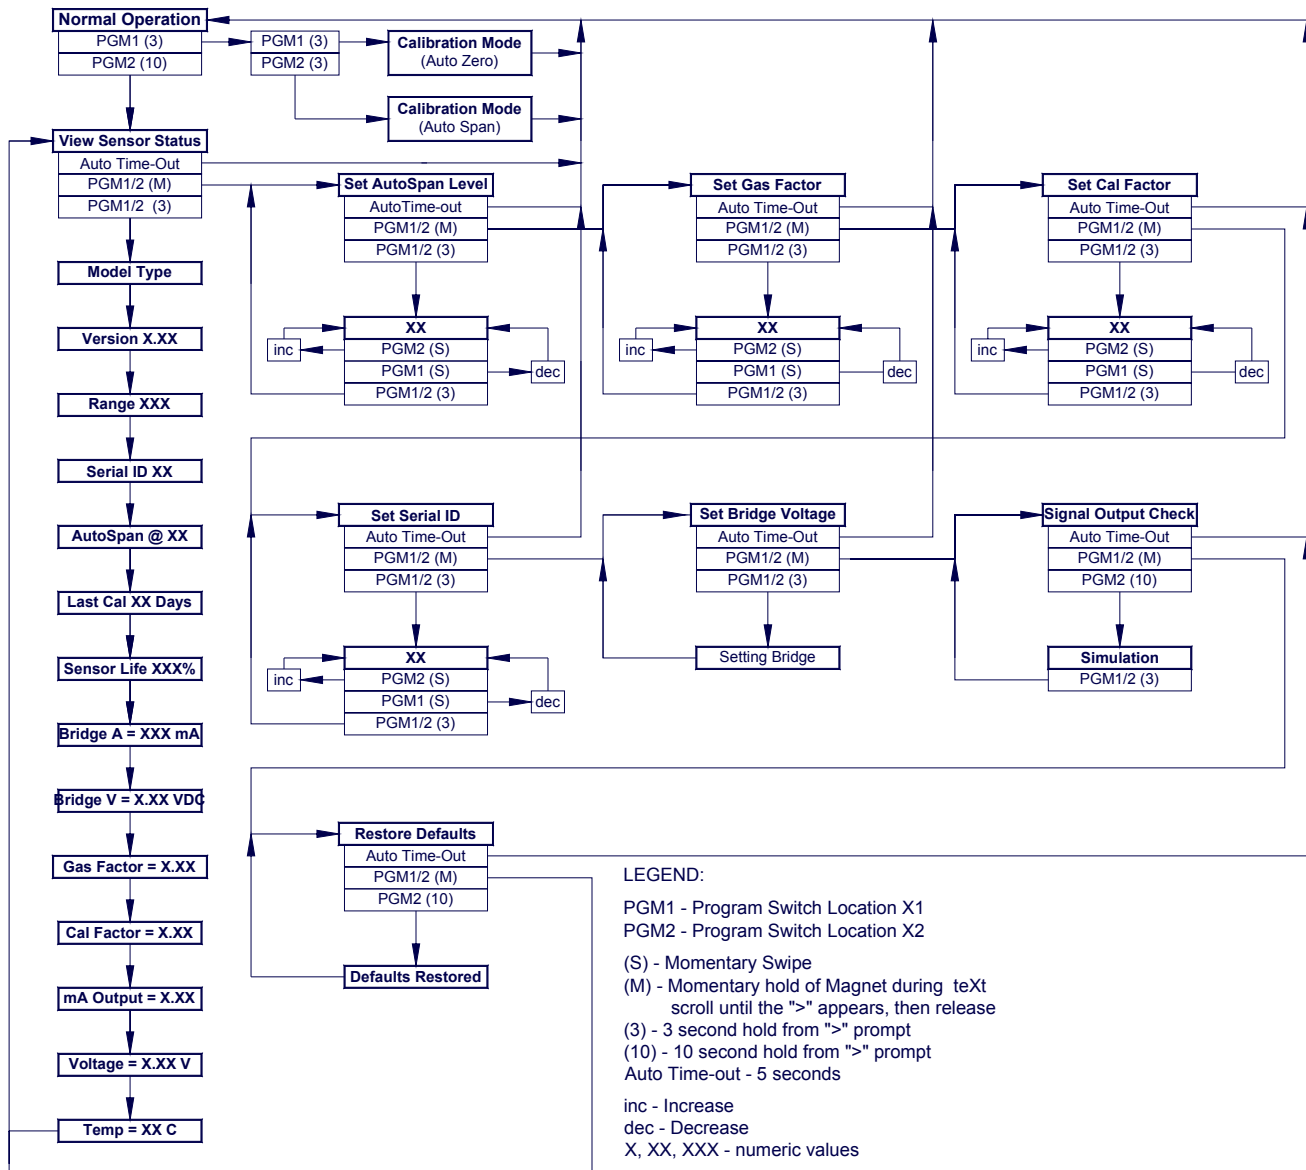 Normal Operation
PGM1 (3)
PGM2 (10)
PGM1 (3)
PGM2 (3)
Calibration Mode
(Auto Zero)
Calibration Mode
(Auto Span)
View Sensor Status
Auto Time-Out
PGM1/2 (M)
PGM1/2 (3)
Model Type
Version X.XX
Range XXX
Serial ID XX
AutoSpan @ XX
Last Cal XX Days
Sensor Life XXX%
Bridge A = XXX mA
Bridge V = X.XX VDC
Gas Factor = X.XX
Cal Factor = X.XX
mA Output = X.XX
Voltage = X.XX V
Temp = XX C
Set AutoSpan Level
AutoTime-out
PGM1/2 (M)
PGM1/2 (3)
XX
PGM2 (S)
PGM1 (S)
PGM1/2 (3)
inc
dec
Set Gas Factor
Auto Time-Out
PGM1/2 (M)
PGM1/2 (3)
XX
PGM2 (S)
PGM1 (S)
PGM1/2 (3)
inc
dec
Set Cal Factor
Auto Time-Out
PGM1/2 (M)
PGM1/2 (3)
XX
PGM2 (S)
PGM1 (S)
PGM1/2 (3)
inc
dec
Set Serial ID
Auto Time-Out
PGM1/2 (M)
PGM1/2 (3)
XX
PGM2 (S)
PGM1 (S)
PGM1/2 (3)
inc
dec
Set Bridge Voltage
Auto Time-Out
PGM1/2 (M)
PGM1/2 (3)
Setting Bridge
Signal Output Check
Auto Time-Out
PGM1/2 (M)
PGM2 (10)
Simulation
PGM1/2 (3)
Restore Defaults
Auto Time-Out
PGM1/2 (M)
PGM2 (10)
Defaults Restored
LEGEND:
PGM1 - Program Switch Location X1
PGM2 - Program Switch Location X2
(S) - Momentary Swipe
(M) - Momentary hold of Magnet during teXt
scroll until the ">" appears, then release
(3) - 3 second hold from ">" prompt
(10) - 10 second hold from ">" prompt
Auto Time-out - 5 seconds
inc - Increase
dec - Decrease
X, XX, XXX - numeric values